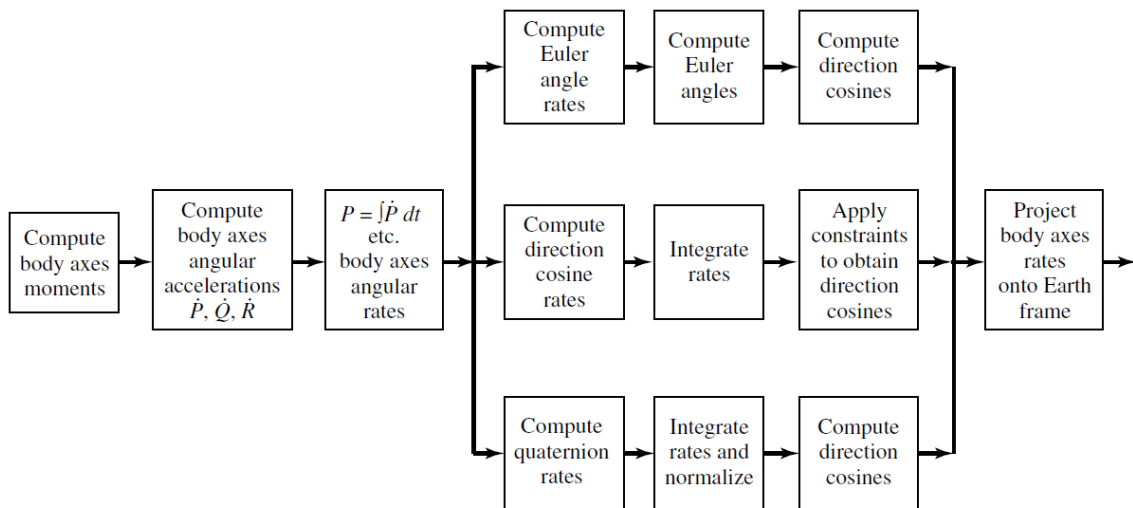 Compute
body axes
moments
Compute
body axes
angular
accelerations
Ṗ, Q̇, Ṙ
P = ∫Ṗ dt
etc.
body axes
angular
rates
Compute
Euler
angle
rates
Compute
Euler
angles
Compute
direction
cosines
Compute
direction
cosine
rates
Integrate
rates
Apply
constraints
to obtain
direction
cosines
Compute
quaternion
rates
Integrate
rates and
normalize
Compute
direction
cosines
Project
body axes
rates
onto Earth
frame